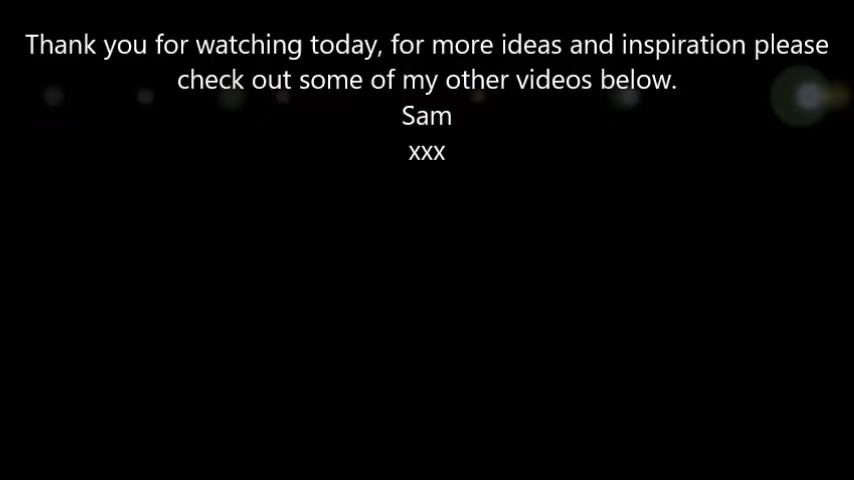 Thank you for watching today, for more ideas and inspiration please
check out some of my other videos below.
Sam
xxx